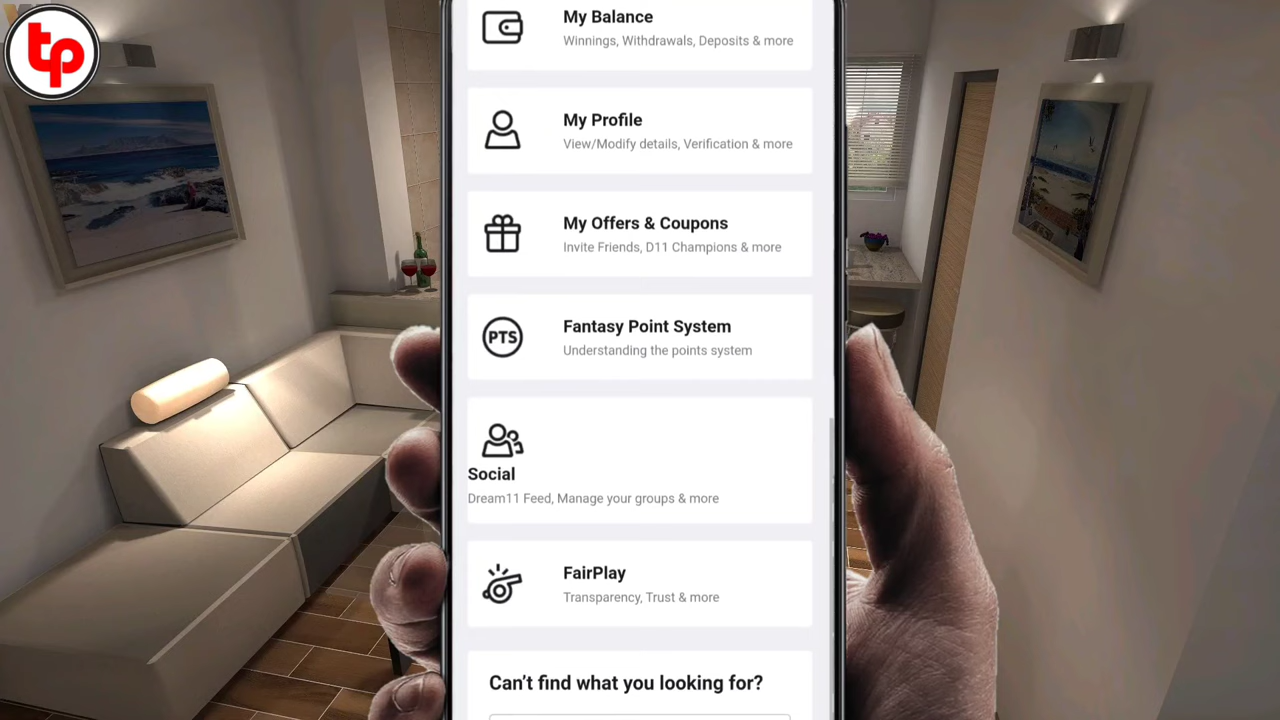 tp
My Balance
Winnings, Withdrawals, Deposits & more
My Profile
View/Modify details, Verification & more
My Offers & Coupons
Invite Friends, D11 Champions & more
PTS
Fantasy Point System
Understanding the points system
Social
Dream11 Feed, Manage your groups & more
FairPlay
Transparency, Trust & more
Can’t find what you looking for?